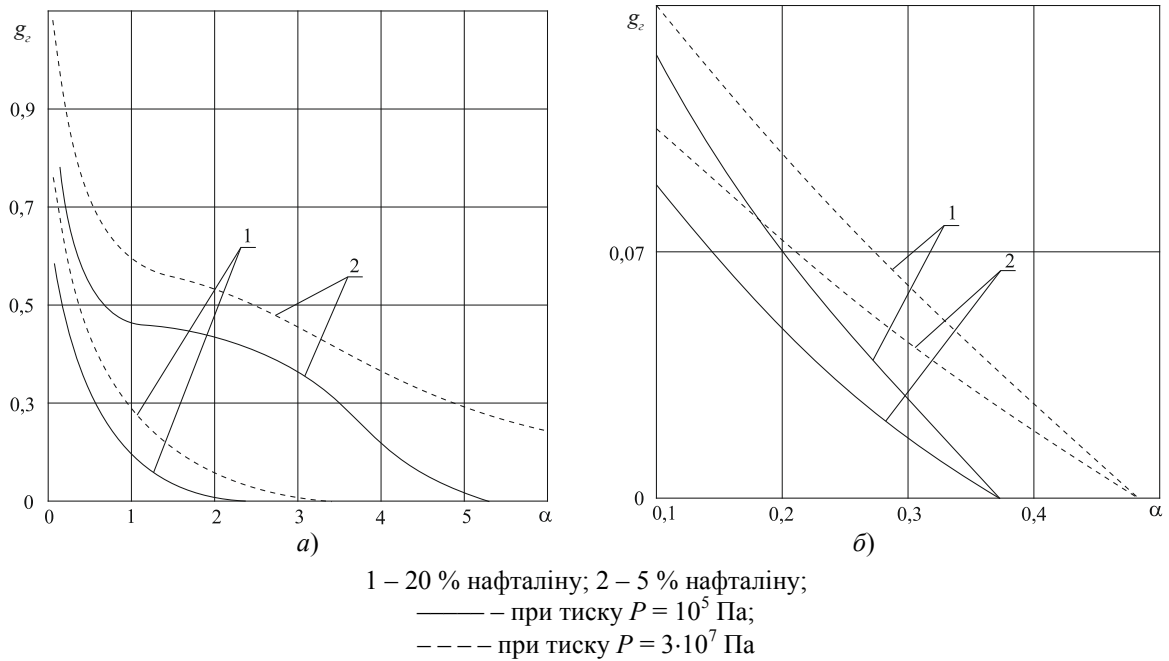 g_г
0,9
0,7
0,5
0,3
0
0 1 2 3 4 5 α
1
2
а)
g_г
0,07
0
0,1 0,2 0,3 0,4 α
1
2
б)
1 – 20 % нафталіну; 2 – 5 % нафталіну;
——— – при тиску P = 10⁵ Па;
– – – – при тиску P = 3·10⁷ Па